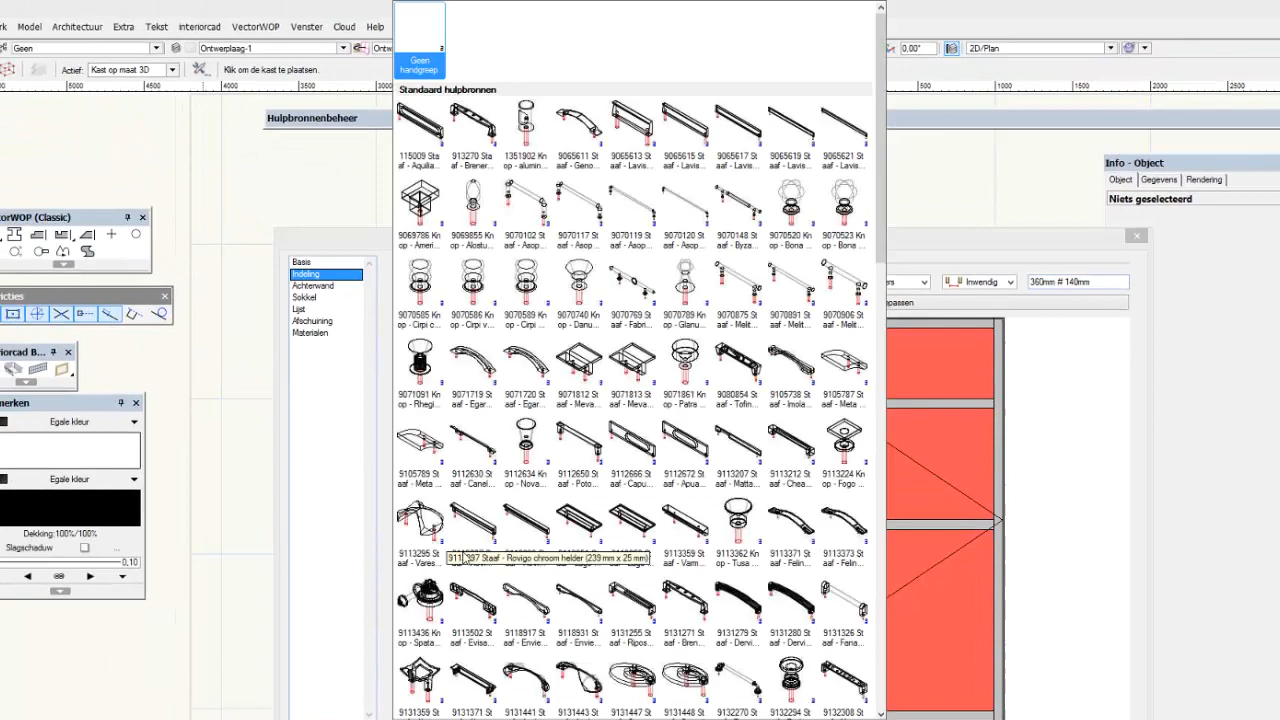 rk Model Architectuur Extra Tekst interiorcad VectorWOP Venster Cloud Help
Geen
Ontwerplaag-1
Ontw
0,00°
2D/Plan
Actief:
Kast op maat 3D
Klik om de kast te plaatsen.
5000
4500
4000
3500
3000
500
1000
1500
2000
2500
Geen
handgreep
Standaard hulpbronnen
115009 Sta 913270 Sta 1351902 Kn 9065611 St 9065613 St 9065615 St 9065617 St 9065619 St 9065621 St
aaf - Aquilia... af - Brener... op - alumin... aaf - Geno... aaf - Lavis... aaf - Lavis... aaf - Lavis... aaf - Lavis... aaf - Lavis...
9069786 Kn 9069855 Kn 9070102 St 9070117 St 9070119 St 9070120 St 9070148 St 9070520 Kn 9070523 Kn
op - Ameri... op - Alostu... aaf - Asop... aaf - Asop... aaf - Asop... aaf - Asop... aaf - Byza... op - Bona ... op - Bona ...
9070585 Kn 9070586 Kn 9070589 Kn 9070740 Kn 9070769 St 9070789 Kn 9070875 St 9070891 St 9070906 St
op - Cirpi c... op - Cirpi v... op - Cirpi ... op - Danu... aaf - Fabri... op - Glanu... aaf - Melit... aaf - Melit... aaf - Melit...
9071091 Kn 9071719 St 9071720 St 9071812 St 9071813 St 9071861 Kn 9080854 St 9105738 St 9105787 St
op - Rhegi... aaf - Egar... aaf - Egar... aaf - Meva... aaf - Meva... op - Patra ... aaf - Tofin... aaf - Imola... aaf - Meta ...
9105789 St 9112630 St 9112634 Kn 9112650 St 9112666 St 9112672 St 9113207 St 9113212 St 9113224 Kn
aaf - Meta ... aaf - Canel... op - Nova... aaf - Poto... aaf - Capu... aaf - Apua... aaf - Matta... aaf - Chea... op - Fogo ...
9113295 St 9113359 St 9113362 Kn 9113371 St 9113373 St
aaf - Vares... aaf - Varm... op - Tusa ... aaf - Felin... aaf - Felin...
397 Staaf - Rovigo chroom helder (239 mm x 25 mm)
9113436 Kn 9113502 St 9118917 St 9118931 St 9131255 St 9131271 St 9131279 St 9131280 St 9131326 St
op - Spata... aaf - Evisa... aaf - Envie... aaf - Envie... aaf - Ripos... aaf - Bren... aaf - Dervi... aaf - Dervi... aaf - Fana...
9131359 St 9131371 St 9131441 St 9131443 St 9131447 St 9131448 St 9132270 St 9132294 St 9132308 St
Hulpbronnenbeheer
Info - Object
Object Gegevens Rendering
Niets geselecteerd
ctorWOP (Classic)
Basis
Indeling
Achterwand
Sokkel
Lijst
Afschuining
Materialen
ers
Inwendig
360mm # 140mm
passen
icties
riorcad B...
merken
Egale kleur
Egale kleur
Dekking:100%/100%
Slagschaduw
...
0,10